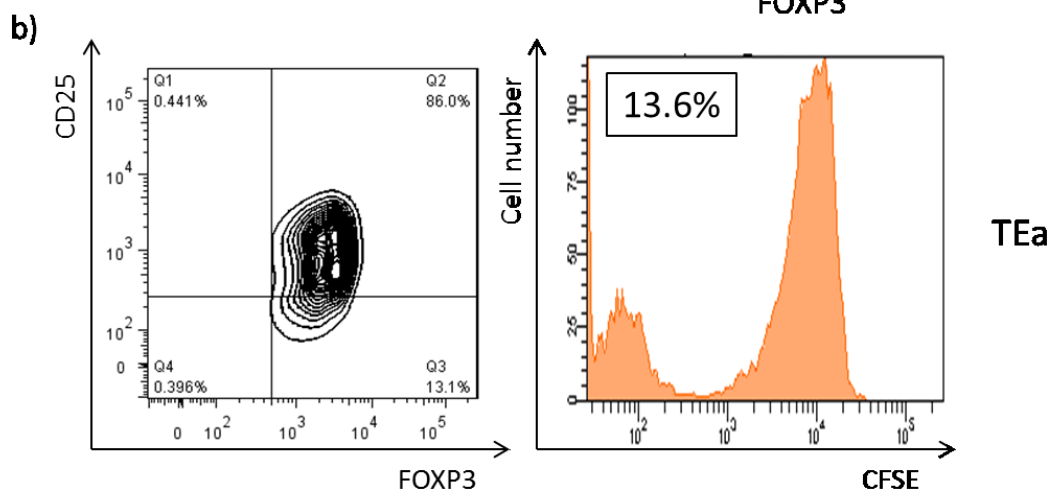 FOXP3
b)
CD25
Q1
0.441%
Q2
86.0%
10^5
10^4
10^3
10^2
0
Q4
0.396%
Q3
13.1%
0 10^2 10^3 10^4 10^5
FOXP3
Cell number
13.6%
100
75
50
25
0
10^2 10^3 10^4 10^5
CFSE
TEa